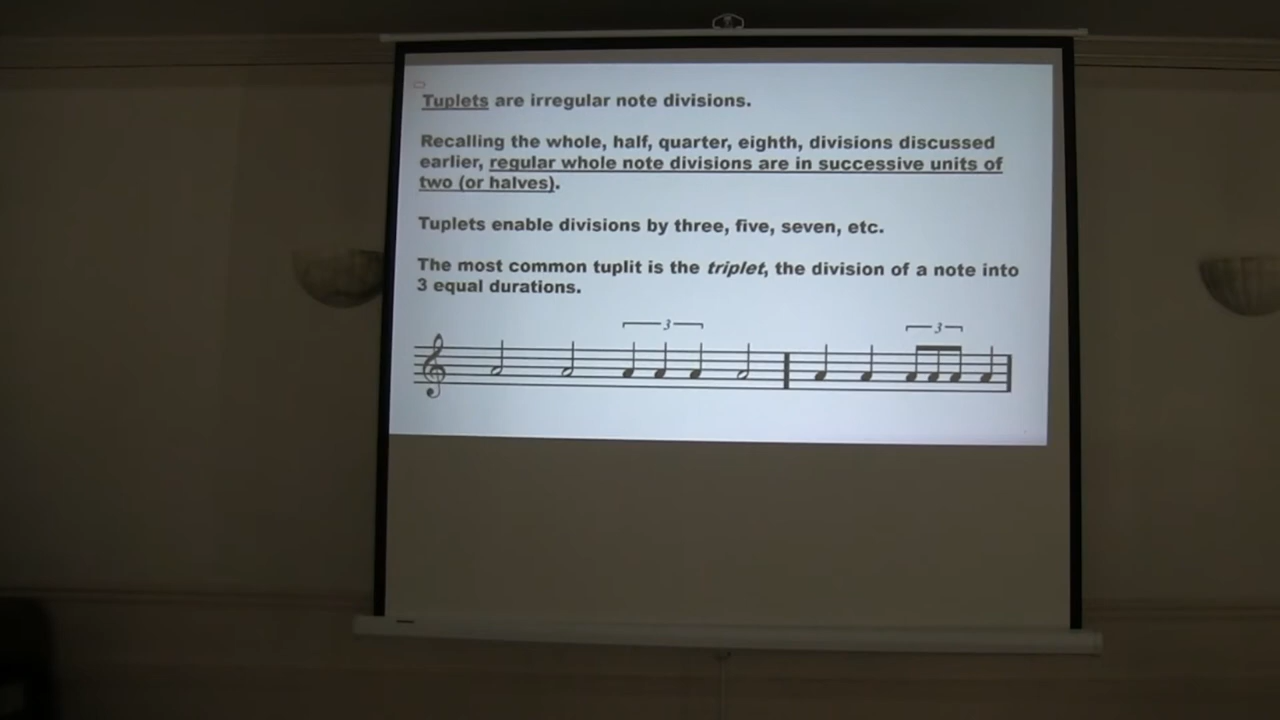 Tuplets are irregular note divisions.
Recalling the whole, half, quarter, eighth, divisions discussed
earlier, regular whole note divisions are in successive units of
two (or halves).
Tuplets enable divisions by three, five, seven, etc.
The most common tuplit is the triplet, the division of a note into
3 equal durations.
3 3